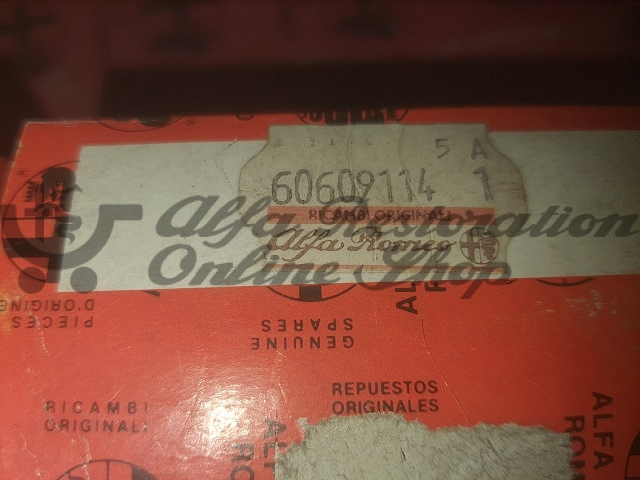 5 A
60609114 1
RICAMBI ORIGINALI
Alfa Romeo
Alfa Restoration
Online Shop
PIECES
D'ORIGINE
GENUINE
SPARES
REPUESTOS
ORIGINALES
RICAMBI
ORIGINALI
ALFA
ROM